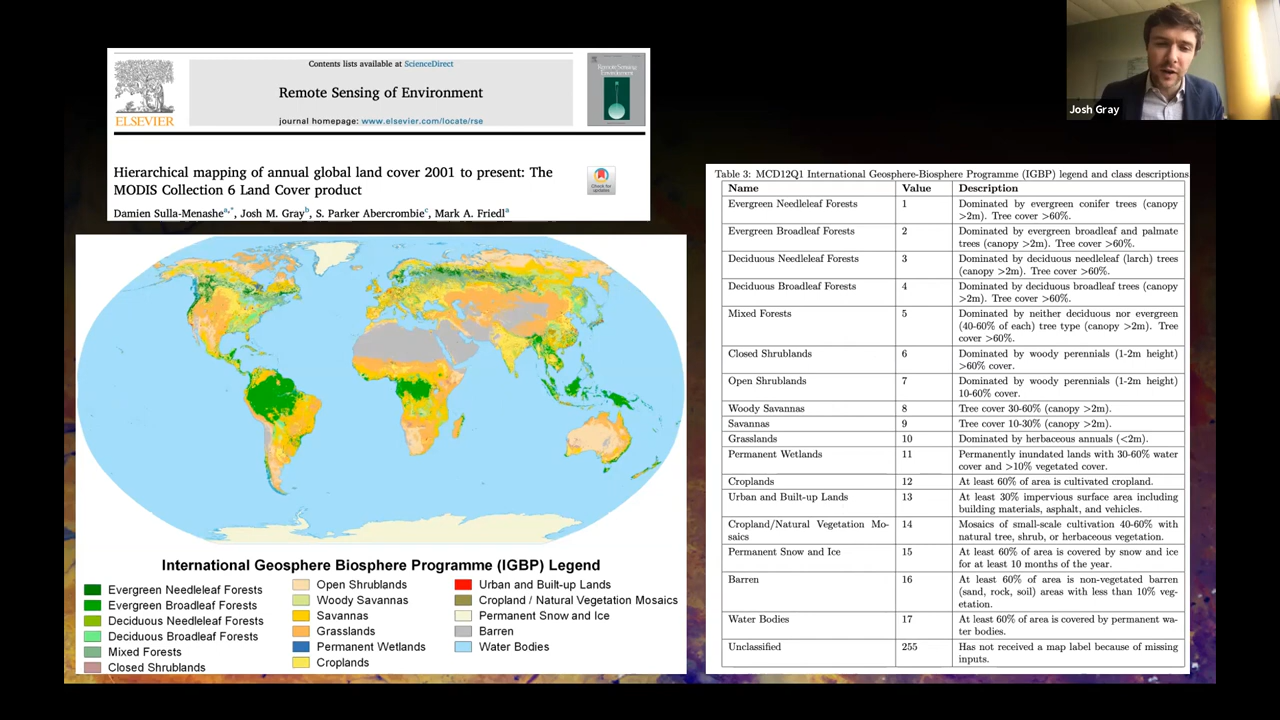 Josh Gray
Contents lists available at ScienceDirect
Remote Sensing of Environment
journal homepage: www.elsevier.com/locate/rse
ELSEVIER
Remote Sensing
Environment
Check for
updates
Hierarchical mapping of annual global land cover 2001 to present: The
MODIS Collection 6 Land Cover product
Damien Sulla-Menashe a,*, Josh M. Gray b, S. Parker Abercrombie c, Mark A. Friedl a
International Geosphere Biosphere Programme (IGBP) Legend
Evergreen Needleleaf Forests
Evergreen Broadleaf Forests
Deciduous Needleleaf Forests
Deciduous Broadleaf Forests
Mixed Forests
Closed Shrublands
Open Shrublands
Woody Savannas
Savannas
Grasslands
Permanent Wetlands
Croplands
Urban and Built-up Lands
Cropland / Natural Vegetation Mosaics
Permanent Snow and Ice
Barren
Water Bodies
Table 3: MCD12Q1 International Geosphere-Biosphere Programme (IGBP) legend and class descriptions
Name Value Description
Evergreen Needleleaf Forests 1 Dominated by evergreen conifer trees (canopy
>2m). Tree cover >60%.
Evergreen Broadleaf Forests 2 Dominated by evergreen broadleaf and palmate
trees (canopy >2m). Tree cover >60%.
Deciduous Needleleaf Forests 3 Dominated by deciduous needleleaf (larch) trees
(canopy >2m). Tree cover >60%.
Deciduous Broadleaf Forests 4 Dominated by deciduous broadleaf trees (canopy
>2m). Tree cover >60%.
Mixed Forests 5 Dominated by neither deciduous nor evergreen
(40-60% of each) tree type (canopy >2m). Tree
cover >60%.
Closed Shrublands 6 Dominated by woody perennials (1-2m height)
>60% cover.
Open Shrublands 7 Dominated by woody perennials (1-2m height)
10-60% cover.
Woody Savannas 8 Tree cover 30-60% (canopy >2m).
Savannas 9 Tree cover 10-30% (canopy >2m).
Grasslands 10 Dominated by herbaceous annuals (<2m).
Permanent Wetlands 11 Permanently inundated lands with 30-60% water
cover and >10% vegetated cover.
Croplands 12 At least 60% of area is cultivated cropland.
Urban and Built-up Lands 13 At least 30% impervious surface area including
building materials, asphalt, and vehicles.
Cropland/Natural Vegetation Mo- 14 Mosaics of small-scale cultivation 40-60% with
saics natural tree, shrub, or herbaceous vegetation.
Permanent Snow and Ice 15 At least 60% of area is covered by snow and ice
for at least 10 months of the year.
Barren 16 At least 60% of area is non-vegetated barren
(sand, rock, soil) areas with less than 10% veg-
etation.
Water Bodies 17 At least 60% of area is covered by permanent wa-
ter bodies.
Unclassified 255 Has not received a map label because of missing
inputs.